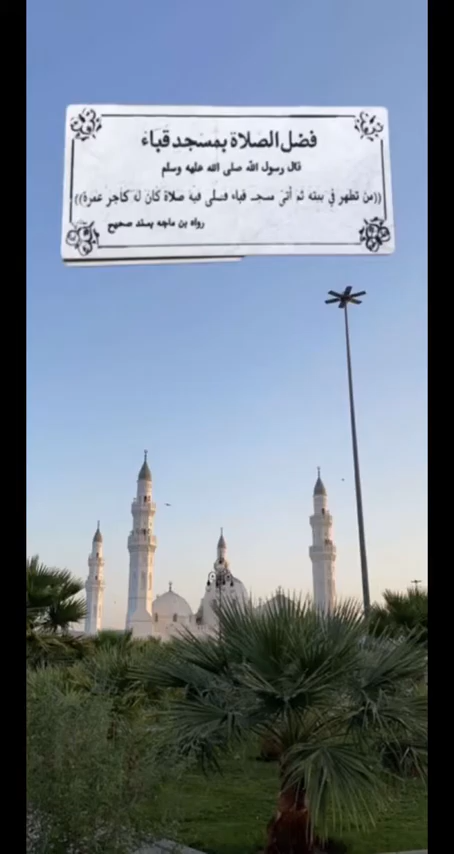 فضل الصلاة بمسجد قباء
قال رسول الله صلى الله عليه وسلم
((من تطهر في بيته ثم أتى مسجد قباء فصلى فيه صلاة كان له كأجر عمرة))
رواه بن ماجه بسند صحيح